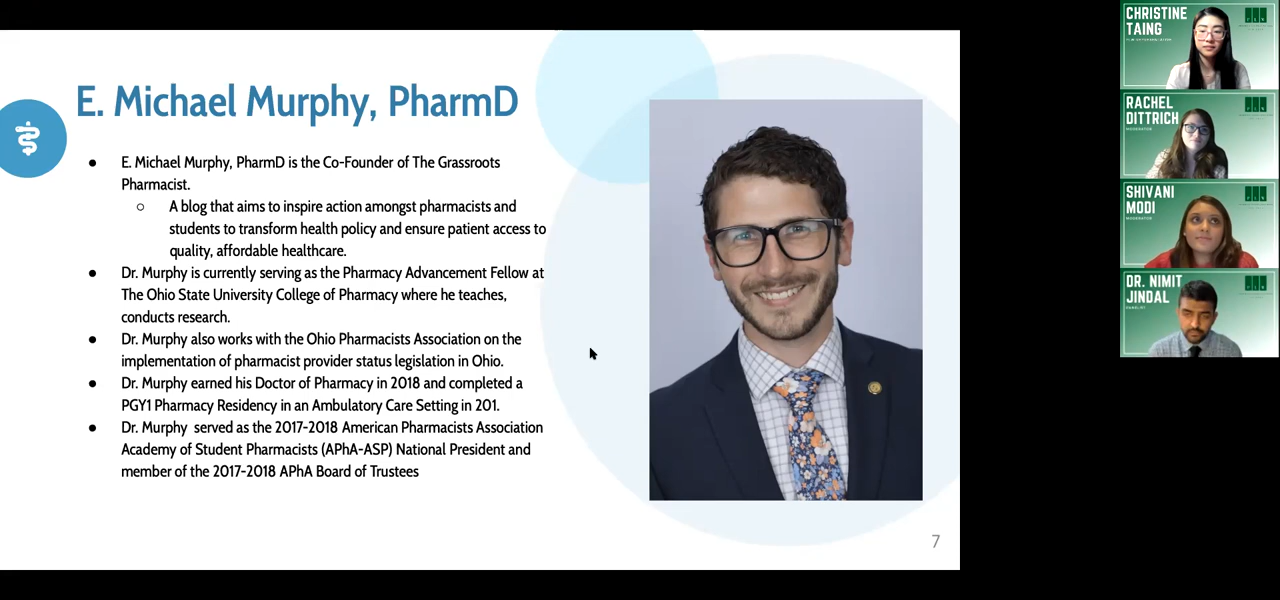 E. Michael Murphy, PharmD
● E. Michael Murphy, PharmD is the Co-Founder of The Grassroots
Pharmacist.
○ A blog that aims to inspire action amongst pharmacists and
students to transform health policy and ensure patient access to
quality, affordable healthcare.
● Dr. Murphy is currently serving as the Pharmacy Advancement Fellow at
The Ohio State University College of Pharmacy where he teaches,
conducts research.
● Dr. Murphy also works with the Ohio Pharmacists Association on the
implementation of pharmacist provider status legislation in Ohio.
● Dr. Murphy earned his Doctor of Pharmacy in 2018 and completed a
PGY1 Pharmacy Residency in an Ambulatory Care Setting in 201.
● Dr. Murphy served as the 2017-2018 American Pharmacists Association
Academy of Student Pharmacists (APhA-ASP) National President and
member of the 2017-2018 APhA Board of Trustees
7
CHRISTINE
TAING
RACHEL
DITTRICH
MODERATOR
SHIVANI
MODI
MODERATOR
DR. NIMIT
JINDAL
PANELIST